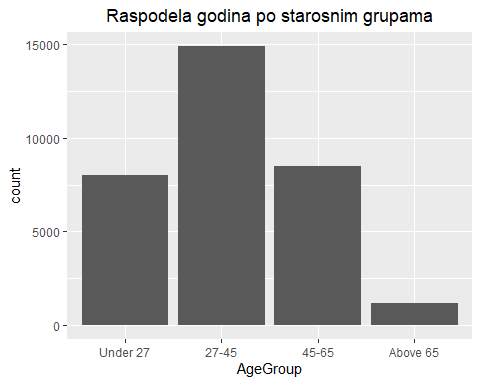 Raspodela godina po starosnim grupama
15000
10000
5000
0
count
Under 27 27-45 45-65 Above 65
AgeGroup